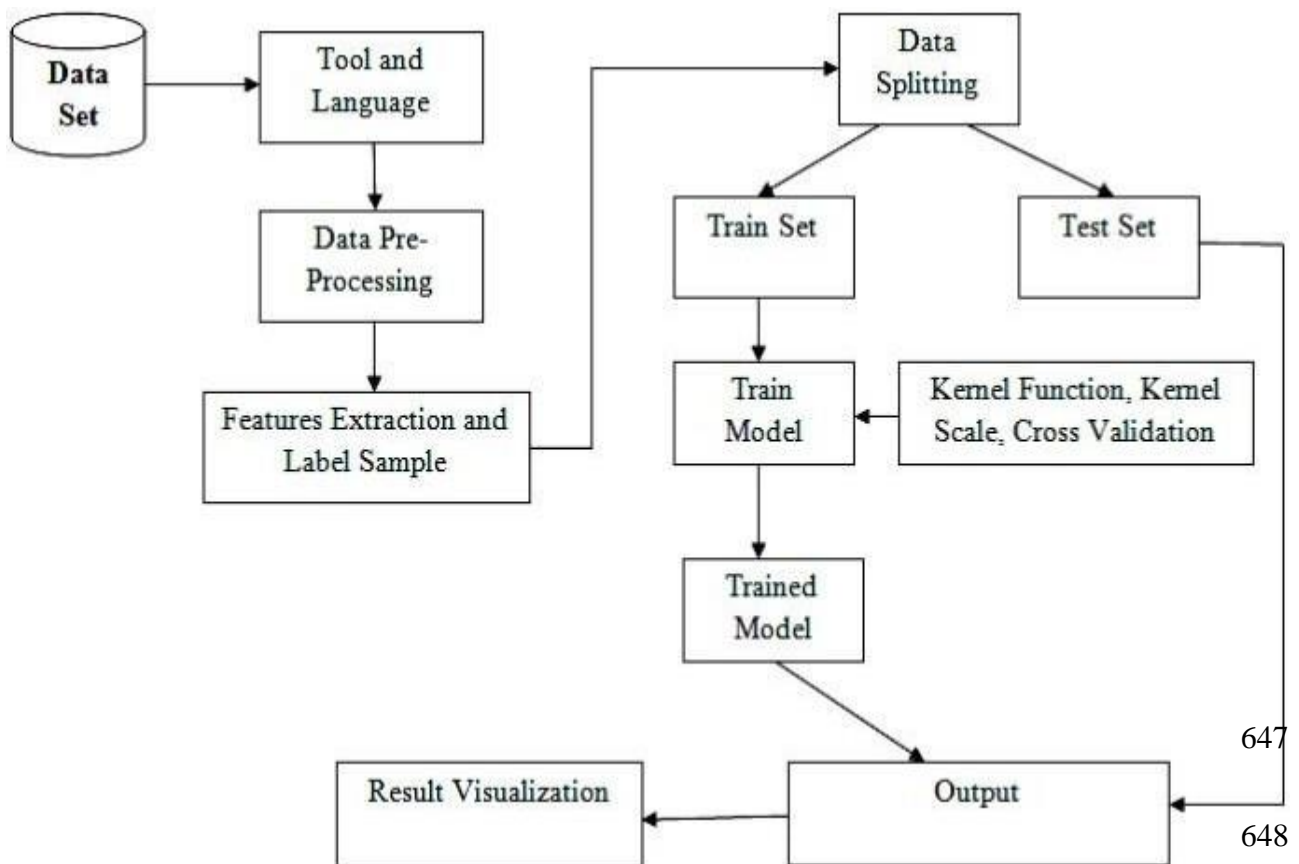 Data
Set
Tool and
Language
Data Pre-
Processing
Features Extraction and
Label Sample
Data
Splitting
Train Set
Test Set
Train
Model
Kernel Function, Kernel
Scale, Cross Validation
Trained
Model
Output
Result Visualization
647
648